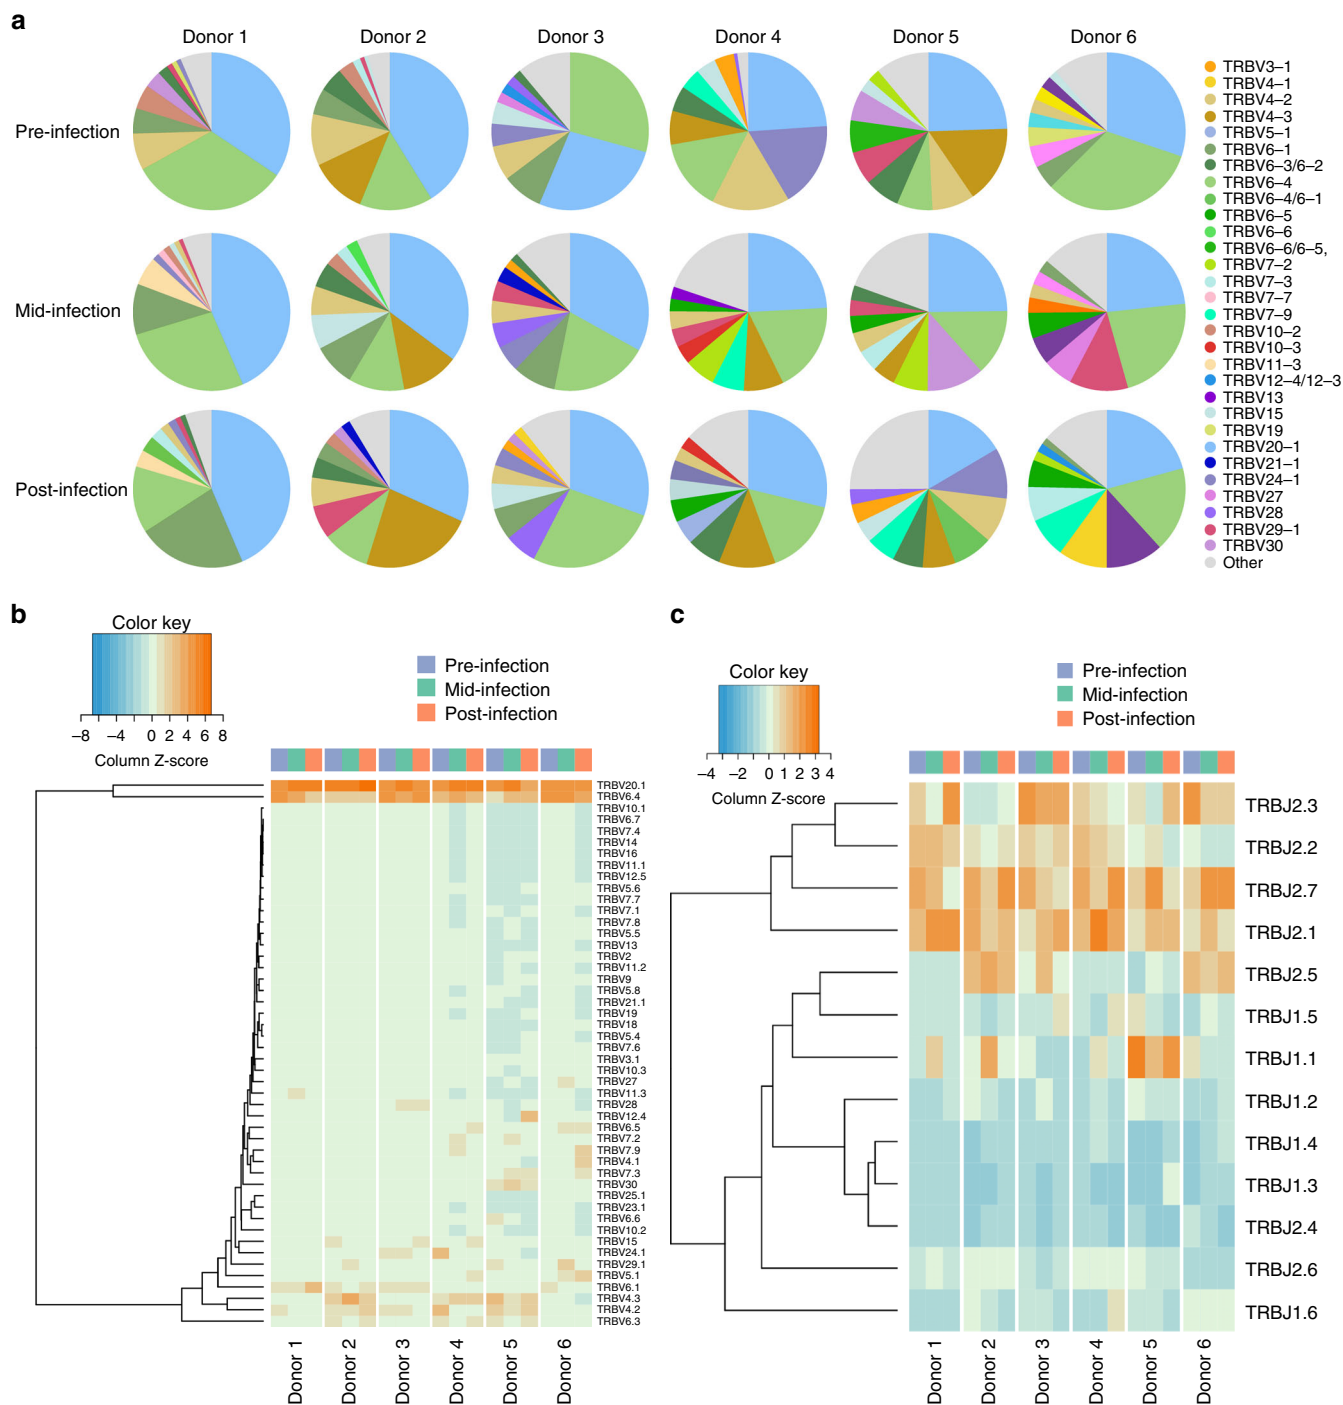 a
Donor 1
Donor 2
Donor 3
Donor 4
Donor 5
Donor 6
Pre-infection
Mid-infection
Post-infection
TRBV3–1
TRBV4–1
TRBV4–2
TRBV4–3
TRBV5–1
TRBV6–1
TRBV6–3/6–2
TRBV6–4
TRBV6–4/6–1
TRBV6–5
TRBV6–6
TRBV6–6/6–5,
TRBV7–2
TRBV7–3
TRBV7–7
TRBV7–9
TRBV10–2
TRBV10–3
TRBV11–3
TRBV12–4/12–3
TRBV13
TRBV15
TRBV19
TRBV20–1
TRBV21–1
TRBV24–1
TRBV27
TRBV28
TRBV29–1
TRBV30
Other
b
Color key
–8 –4 0 2 4 6 8
Column Z-score
Pre-infection
Mid-infection
Post-infection
TRBV20.1
TRBV6.4
TRBV10.1
TRBV6.7
TRBV7.4
TRBV14
TRBV16
TRBV11.1
TRBV12.5
TRBV5.6
TRBV7.7
TRBV7.1
TRBV7.8
TRBV5.5
TRBV13
TRBV2
TRBV11.2
TRBV9
TRBV5.8
TRBV21.1
TRBV19
TRBV18
TRBV5.4
TRBV7.6
TRBV3.1
TRBV10.3
TRBV27
TRBV11.3
TRBV28
TRBV12.4
TRBV6.5
TRBV7.2
TRBV7.9
TRBV4.1
TRBV7.3
TRBV30
TRBV25.1
TRBV23.1
TRBV6.6
TRBV10.2
TRBV15
TRBV24.1
TRBV29.1
TRBV5.1
TRBV6.1
TRBV4.3
TRBV4.2
TRBV6.3
Donor 1
Donor 2
Donor 3
Donor 4
Donor 5
Donor 6
c
Color key
–4 –2 0 1 2 3 4
Column Z-score
Pre-infection
Mid-infection
Post-infection
TRBJ2.3
TRBJ2.2
TRBJ2.7
TRBJ2.1
TRBJ2.5
TRBJ1.5
TRBJ1.1
TRBJ1.2
TRBJ1.4
TRBJ1.3
TRBJ2.4
TRBJ2.6
TRBJ1.6
Donor 1
Donor 2
Donor 3
Donor 4
Donor 5
Donor 6